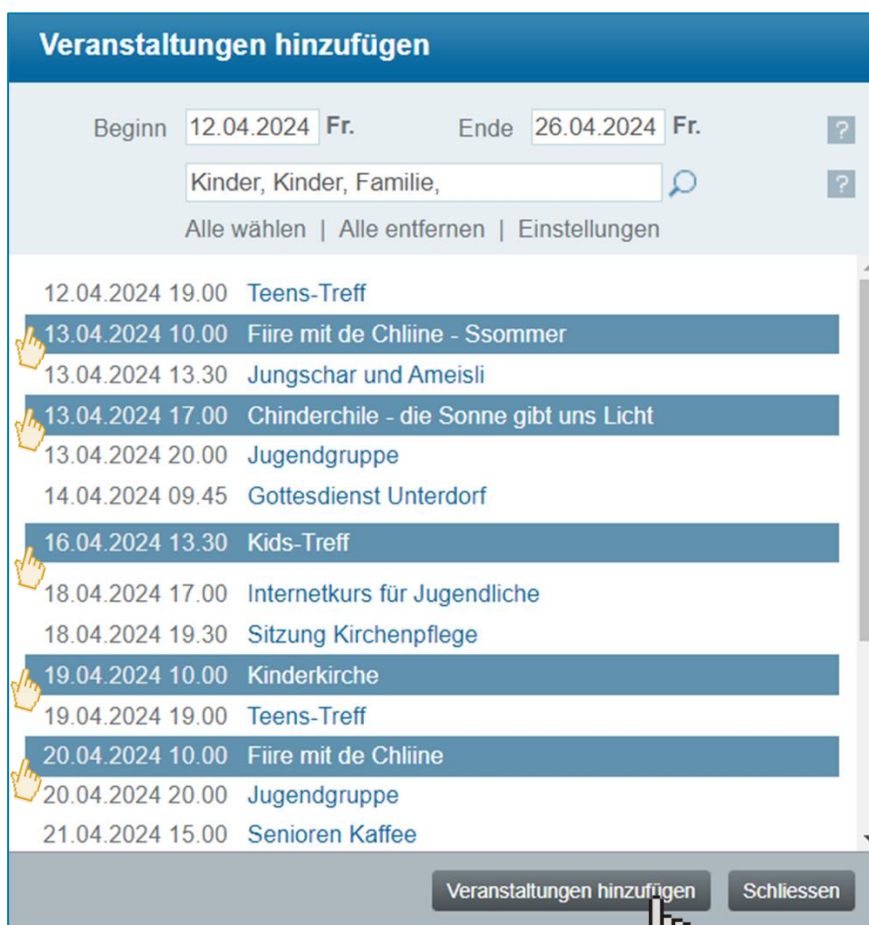 Veranstaltungen hinzufügen
Beginn 12.04.2024 Fr. Ende 26.04.2024 Fr. ?
Kinder, Kinder, Familie, ?
Alle wählen | Alle entfernen | Einstellungen
12.04.2024 19.00 Teens-Treff
13.04.2024 10.00 Fiire mit de Chliine - Ssommer
13.04.2024 13.30 Jungschar und Ameisli
13.04.2024 17.00 Chinderchile - die Sonne gibt uns Licht
13.04.2024 20.00 Jugendgruppe
14.04.2024 09.45 Gottesdienst Unterdorf
16.04.2024 13.30 Kids-Treff
18.04.2024 17.00 Internetkurs für Jugendliche
18.04.2024 19.30 Sitzung Kirchenpflege
19.04.2024 10.00 Kinderkirche
19.04.2024 19.00 Teens-Treff
20.04.2024 10.00 Fiire mit de Chliine
20.04.2024 20.00 Jugendgruppe
21.04.2024 15.00 Senioren Kaffee
Veranstaltungen hinzufügen Schliessen